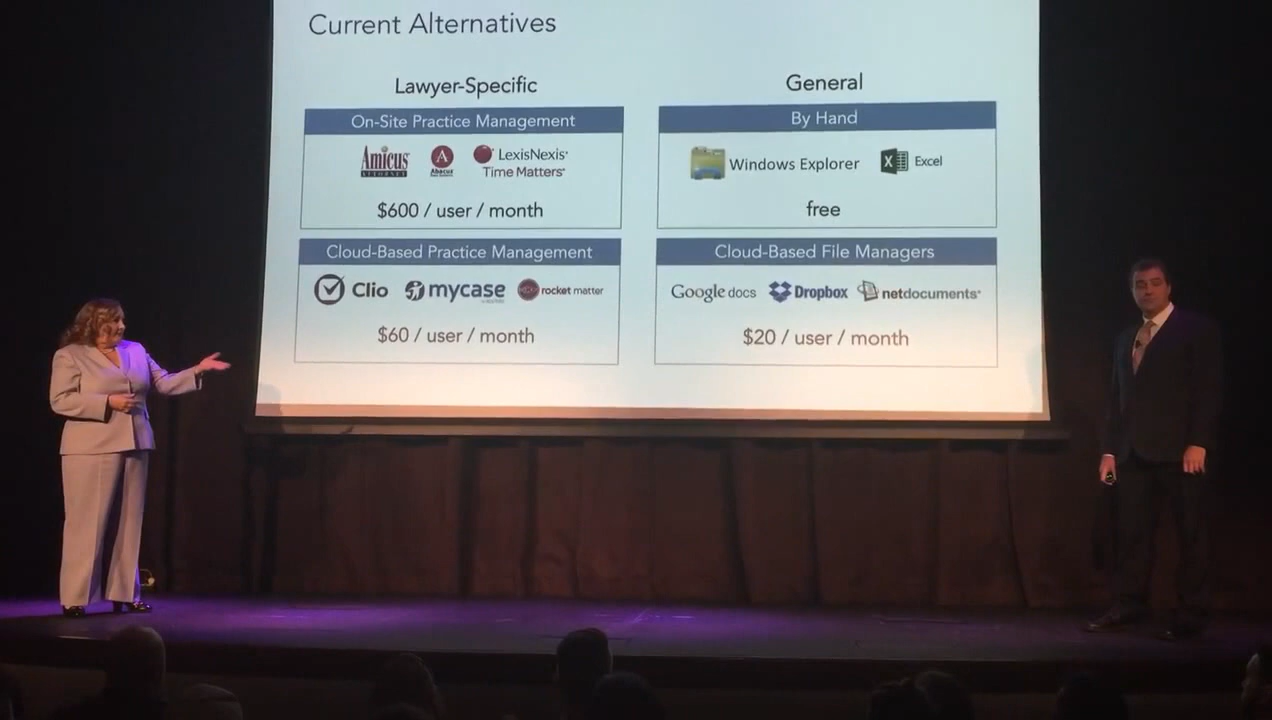 Current Alternatives
Lawyer-Specific
On-Site Practice Management
AMICUS ATTORNEY
Abacus
LexisNexis
Time Matters
$600 / user / month
Cloud-Based Practice Management
Clio
mycase
rocket matter
$60 / user / month
General
By Hand
Windows Explorer
Excel
free
Cloud-Based File Managers
Google docs
Dropbox
netdocuments
$20 / user / month